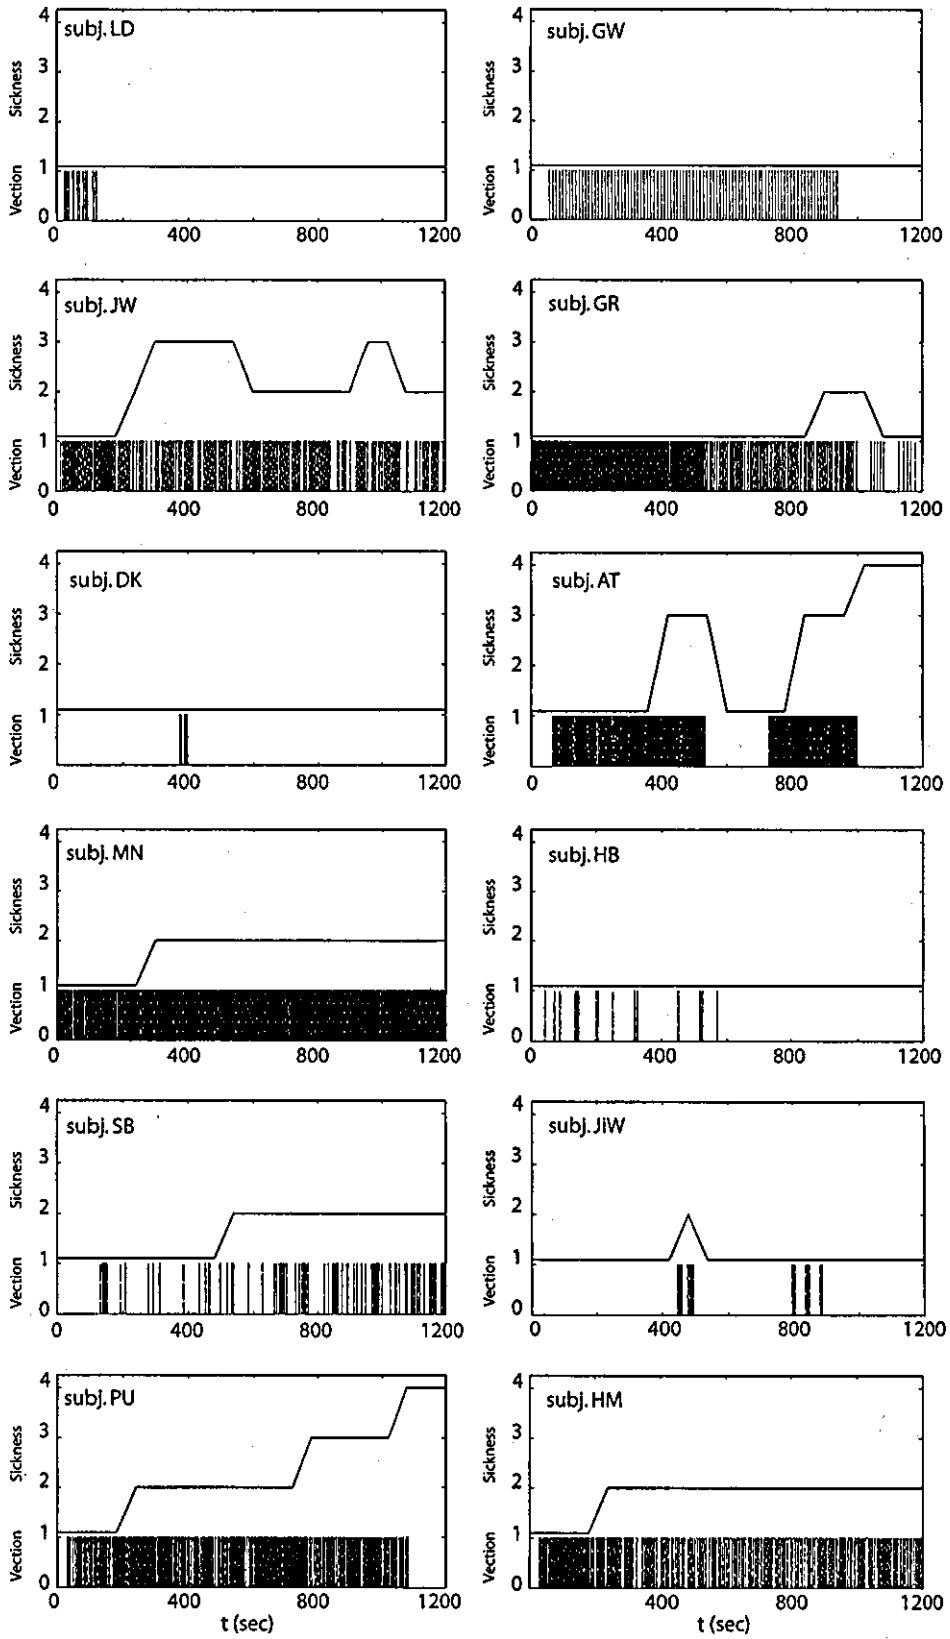 subj. LD
4
3
2
1
0
Sickness
Vection
0 400 800 1200
subj. GW
4
3
2
1
0
Sickness
Vection
0 400 800 1200
subj. JW
4
3
2
1
0
Sickness
Vection
0 400 800 1200
subj. GR
4
3
2
1
0
Sickness
Vection
0 400 800 1200
subj. DK
4
3
2
1
0
Sickness
Vection
0 400 800 1200
subj. AT
4
3
2
1
0
Sickness
Vection
0 400 800 1200
subj. MN
4
3
2
1
0
Sickness
Vection
0 400 800 1200
subj. HB
4
3
2
1
0
Sickness
Vection
0 400 800 1200
subj. SB
4
3
2
1
0
Sickness
Vection
0 400 800 1200
subj. JiW
4
3
2
1
0
Sickness
Vection
0 400 800 1200
subj. PU
4
3
2
1
0
Sickness
Vection
0 400 800 1200
t (sec)
subj. HM
4
3
2
1
0
Sickness
Vection
0 400 800 1200
t (sec)